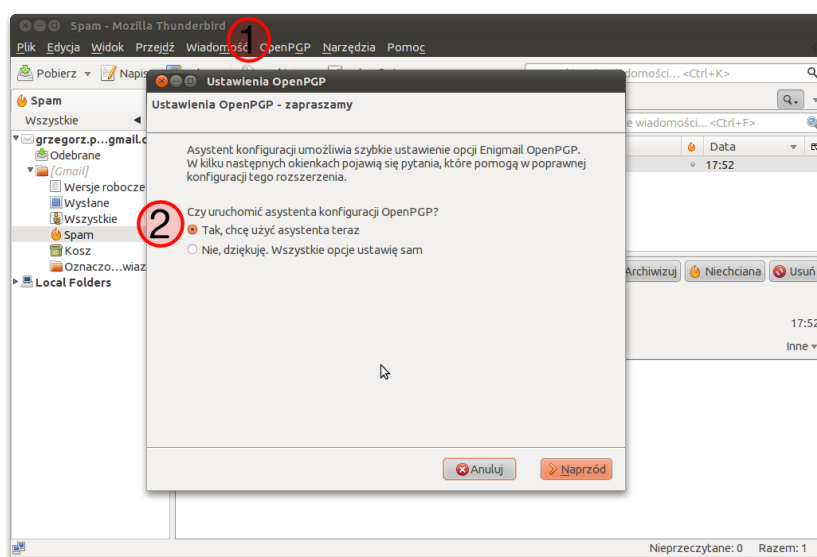 Spam - Mozilla Thunderbird
1
Plik Edycja Widok Przejdź Wiadomość OpenPGP Narzędzia Pomoc
Pobierz Napis
domości... <Ctrl+K>
Ustawienia OpenPGP
Spam
Ustawienia OpenPGP - zapraszamy
Wszystkie
e wiadomości... <Ctrl+F>
grzegorz.p...gmail.c
Asystent konfiguracji umożliwia szybkie ustawienie opcji Enigmail OpenPGP.
W kilku następnych okienkach pojawią się pytania, które pomogą w poprawnej
konfiguracji tego rozszerzenia.
Data
17:52
Odebrane
[Gmail]
Wersje robocze
Wysłane
Wszystkie
Spam
Kosz
Oznaczo...wiaz
Local Folders
2
Czy uruchomić asystenta konfiguracji OpenPGP?
Tak, chcę użyć asystenta teraz
Nie, dziękuję. Wszystkie opcje ustawię sam
Archiwizuj Niechciana Usuń
17:52
Inne
Anuluj Naprzód
Nieprzeczytane: 0 Razem: 1